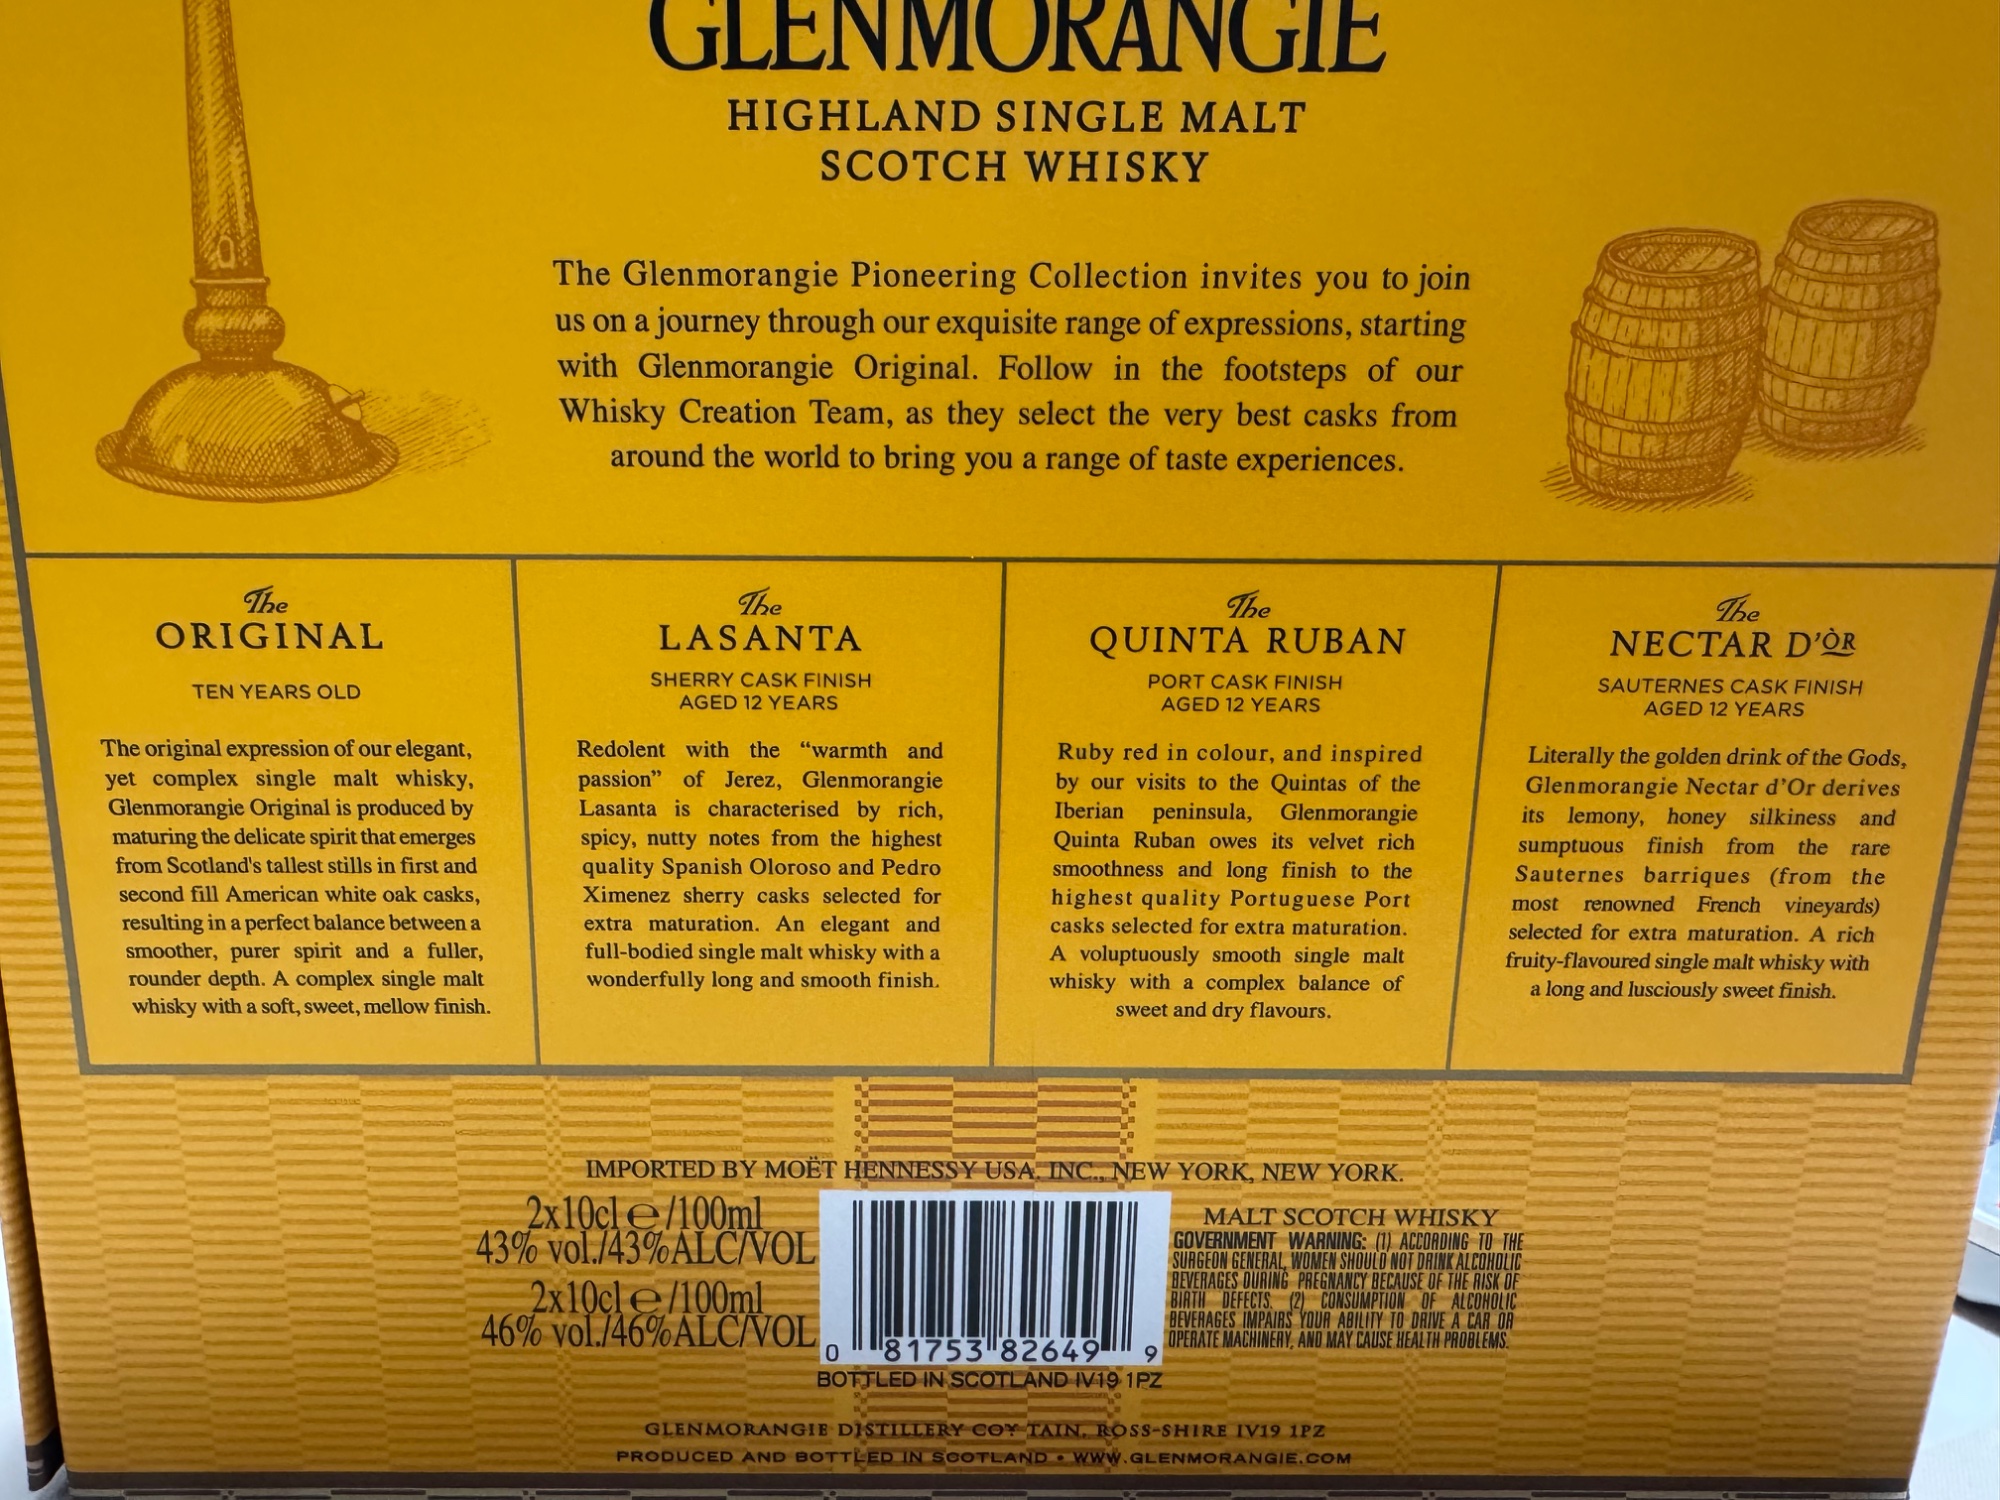 GLENMORANGIE
HIGHLAND SINGLE MALT
SCOTCH WHISKY
The Glenmorangie Pioneering Collection invites you to join
us on a journey through our exquisite range of expressions, starting
with Glenmorangie Original. Follow in the footsteps of our
Whisky Creation Team, as they select the very best casks from
around the world to bring you a range of taste experiences.
The
ORIGINAL
TEN YEARS OLD
The original expression of our elegant,
yet complex single malt whisky,
Glenmorangie Original is produced by
maturing the delicate spirit that emerges
from Scotland's tallest stills in first and
second fill American white oak casks,
resulting in a perfect balance between a
smoother, purer spirit and a fuller,
rounder depth. A complex single malt
whisky with a soft, sweet, mellow finish.
The
LASANTA
SHERRY CASK FINISH
AGED 12 YEARS
Redolent with the “warmth and
passion” of Jerez, Glenmorangie
Lasanta is characterised by rich,
spicy, nutty notes from the highest
quality Spanish Oloroso and Pedro
Ximenez sherry casks selected for
extra maturation. An elegant and
full-bodied single malt whisky with a
wonderfully long and smooth finish.
The
QUINTA RUBAN
PORT CASK FINISH
AGED 12 YEARS
Ruby red in colour, and inspired
by our visits to the Quintas of the
Iberian peninsula, Glenmorangie
Quinta Ruban owes its velvet rich
smoothness and long finish to the
highest quality Portuguese Port
casks selected for extra maturation.
A voluptuously smooth single malt
whisky with a complex balance of
sweet and dry flavours.
The
NECTAR D’ÒR
SAUTERNES CASK FINISH
AGED 12 YEARS
Literally the golden drink of the Gods,
Glenmorangie Nectar d’Or derives
its lemony, honey silkiness and
sumptuous finish from the rare
Sauternes barriques (from the
most renowned French vineyards)
selected for extra maturation. A rich
fruity-flavoured single malt whisky with
a long and lusciously sweet finish.
IMPORTED BY MOËT HENNESSY USA, INC., NEW YORK, NEW YORK.
2x10cl ℮/100ml
43% vol./43%ALC/VOL
2x10cl ℮/100ml
46% vol./46%ALC/VOL
0 81753 82649 9
BOTTLED IN SCOTLAND IV19 1PZ
MALT SCOTCH WHISKY
GOVERNMENT WARNING: (1) ACCORDING TO THE
SURGEON GENERAL, WOMEN SHOULD NOT DRINK ALCOHOLIC
BEVERAGES DURING PREGNANCY BECAUSE OF THE RISK OF
BIRTH DEFECTS. (2) CONSUMPTION OF ALCOHOLIC
BEVERAGES IMPAIRS YOUR ABILITY TO DRIVE A CAR OR
OPERATE MACHINERY, AND MAY CAUSE HEALTH PROBLEMS.
GLENMORANGIE DISTILLERY COY TAIN, ROSS-SHIRE IV19 1PZ
PRODUCED AND BOTTLED IN SCOTLAND • WWW.GLENMORANGIE.COM